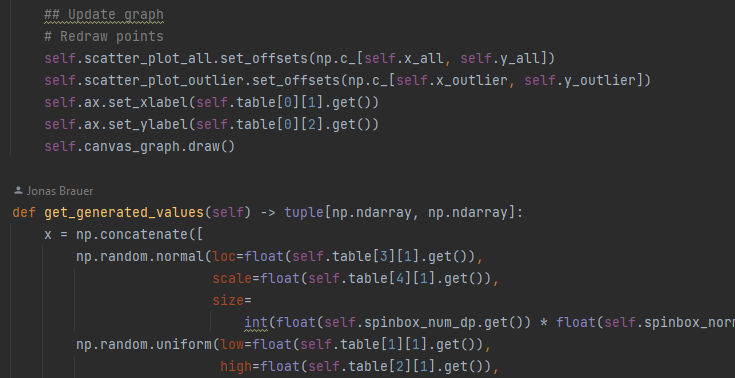 ## Update graph
# Redraw points
self.scatter_plot_all.set_offsets(np.c_[self.x_all, self.y_all])
self.scatter_plot_outlier.set_offsets(np.c_[self.x_outlier, self.y_outlier])
self.ax.set_xlabel(self.table[0][1].get())
self.ax.set_ylabel(self.table[0][2].get())
self.canvas_graph.draw()
Jonas Brauer
def get_generated_values(self) -> tuple[np.ndarray, np.ndarray]:
x = np.concatenate([
np.random.normal(loc=float(self.table[3][1].get()),
scale=float(self.table[4][1].get()),
size=
int(float(self.spinbox_num_dp.get()) * float(self.spinbox_norm
np.random.uniform(low=float(self.table[1][1].get()),
high=float(self.table[2][1].get()),